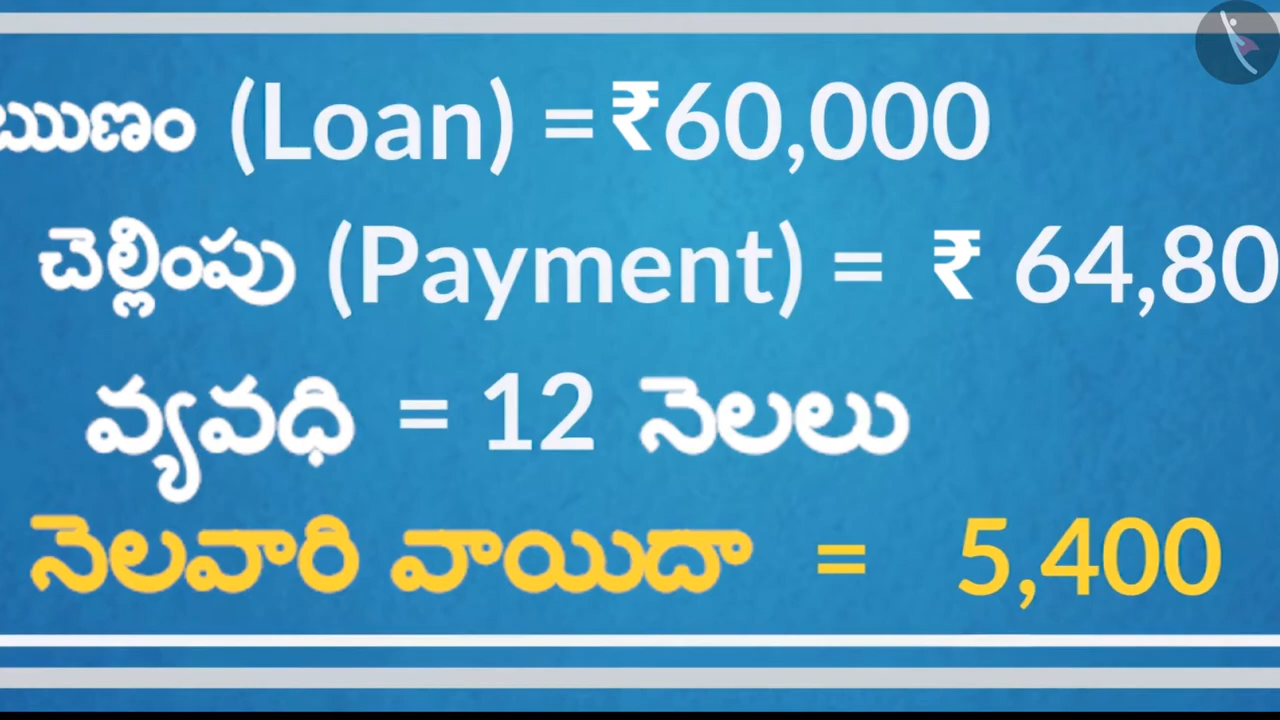 ఋణం (Loan) = ₹60,000
చెల్లింపు (Payment) = ₹ 64,80
వ్యవధి = 12 నెలలు
నెలవారి వాయిదా = 5,400